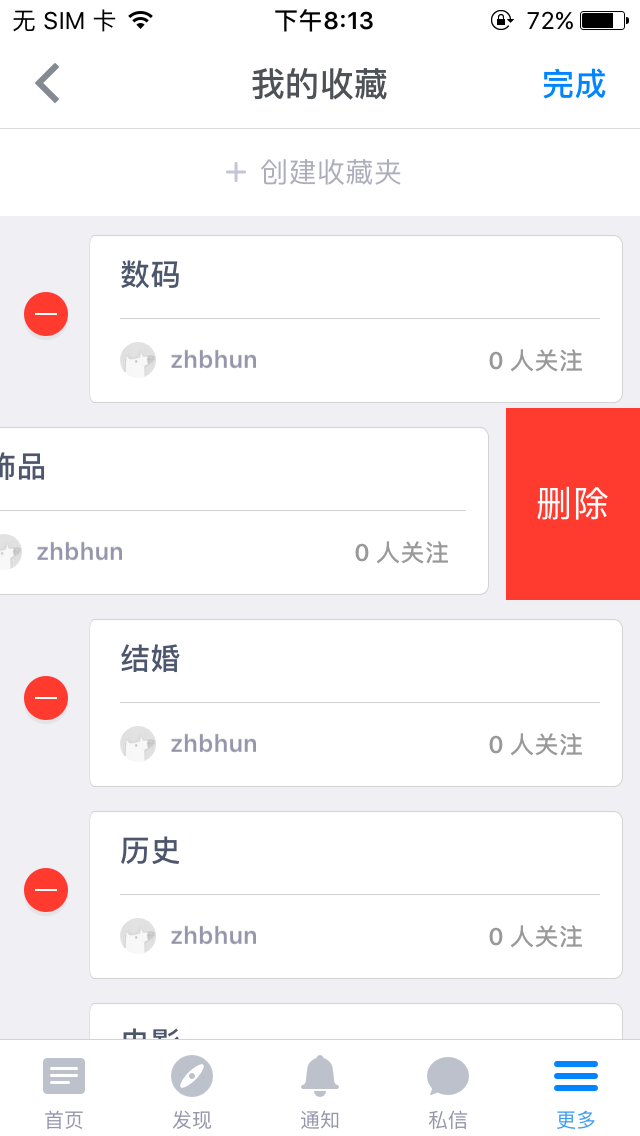 无 SIM 卡 下午8:13 72%
我的收藏 完成
+ 创建收藏夹
数码
zhbhun 0 人关注
饰品
zhbhun 0 人关注
删除
结婚
zhbhun 0 人关注
历史
zhbhun 0 人关注
电影
首页 发现 通知 私信 更多